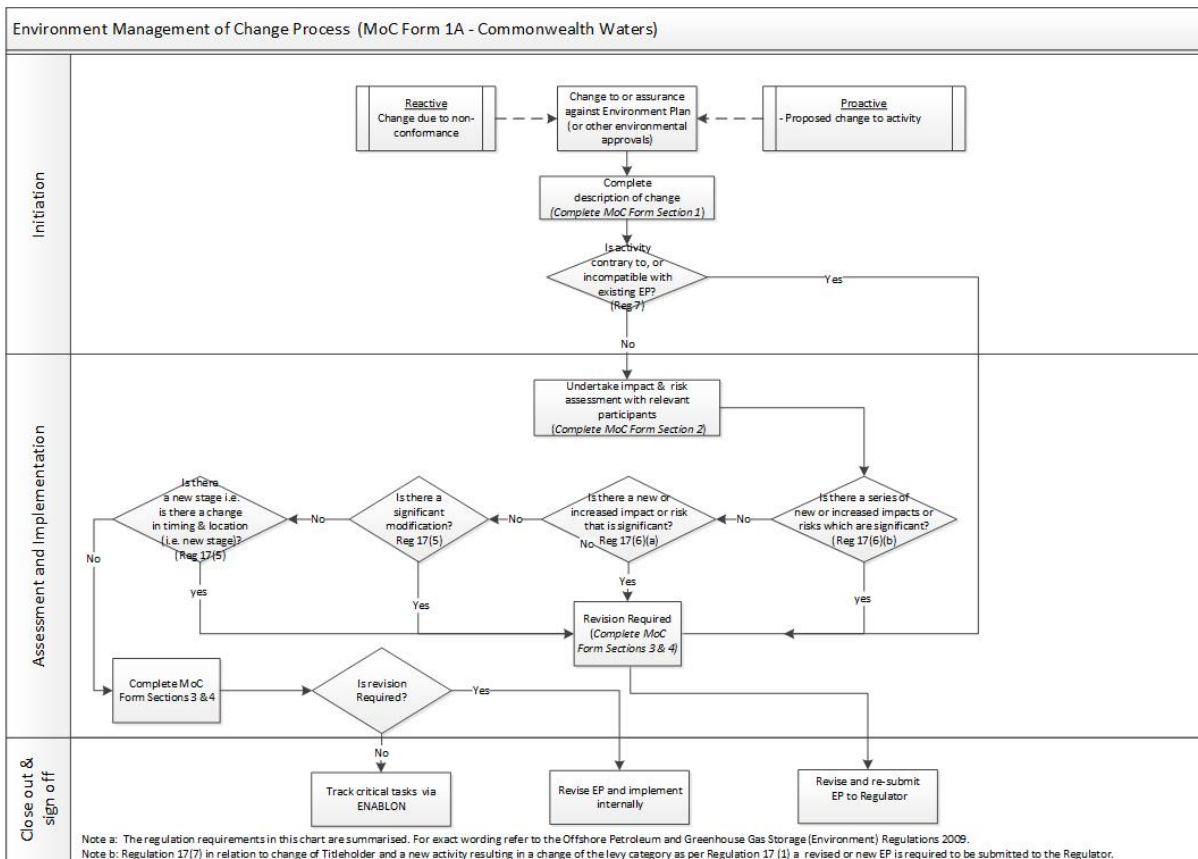 Environment Management of Change Process (MoC Form 1A - Commonwealth Waters)
Initiation
Reactive
Change due to non-
conformance
Change to or assurance
against Environment Plan
(or other environmental
approvals)
Proactive
- Proposed change to activity
Complete
description of change
(Complete MoC Form Section 1)
Is activity
contrary to, or
incompatible with
existing EP?
(Reg 7)
Yes
No
Assessment and Implementation
Undertake impact & risk
assessment with relevant
participants
(Complete MoC Form Section 2)
Is there
a new stage i.e.
is there a change
in timing & location
(i.e. new stage)?
(Reg 17(5)
No
Is there a
significant
modification?
Reg 17(5)
No
Is there a new or
increased impact or risk
that is significant?
Reg 17(6)(a)
No
No
Is there a series of
new or increased impacts or
risks which are significant?
(Reg 17(6)(b)
No
yes
Yes
Yes
yes
Revision Required
(Complete MoC
Form Sections 3 & 4)
Complete MoC
Form Sections 3 & 4
Is revision
Required?
Yes
No
Close out &
sign off
Track critical tasks via
ENABLON
Revise EP and implement
internally
Revise and re-submit
EP to Regulator
Note a: The regulation requirements in this chart are summarised. For exact wording refer to the Offshore Petroleum and Greenhouse Gas Storage (Environment) Regulations 2009.
Note b: Regulation 17(7) in relation to change of Titleholder and a new activity resulting in a change of the levy category as per Regulation 17 (1) a revised or new EP is required to be submitted to the Regulator.